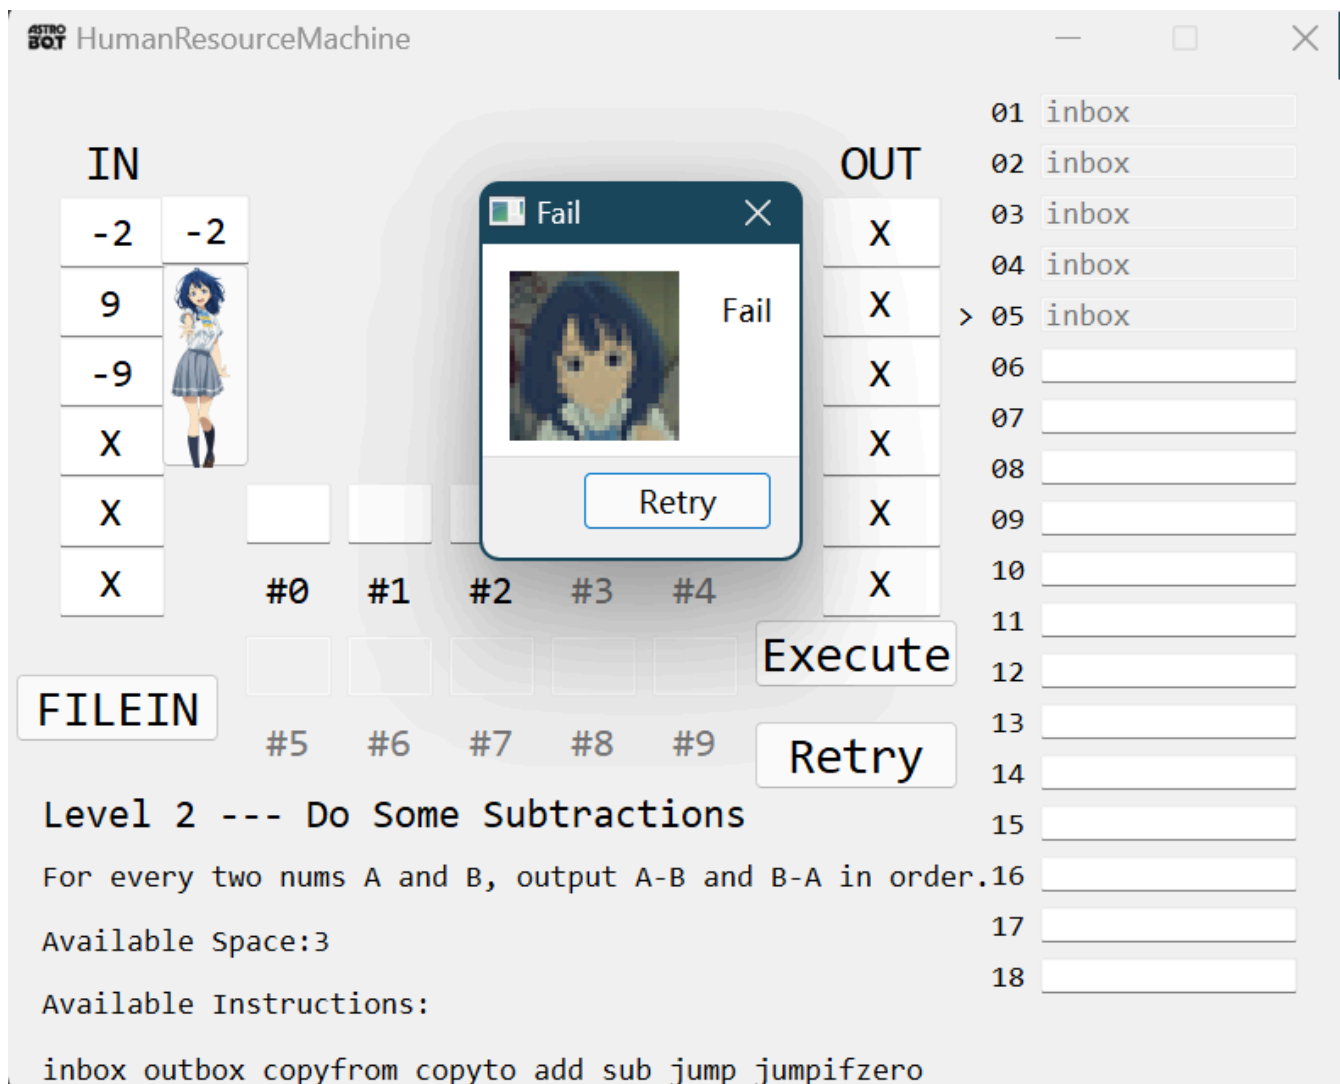 ASTRO BOT HumanResourceMachine
IN
-2 -2
9
-9
X
X
X
FILEIN
#0 #1 #2 #3 #4
#5 #6 #7 #8 #9
Fail
Fail
Retry
OUT
X
X
X
X
X
X
Execute
Retry
01 inbox
02 inbox
03 inbox
04 inbox
> 05 inbox
06
07
08
09
10
11
12
13
14
15
16
17
18
Level 2 --- Do Some Subtractions
For every two nums A and B, output A-B and B-A in order.
Available Space:3
Available Instructions:
inbox outbox copyfrom copyto add sub jump jumpifzero